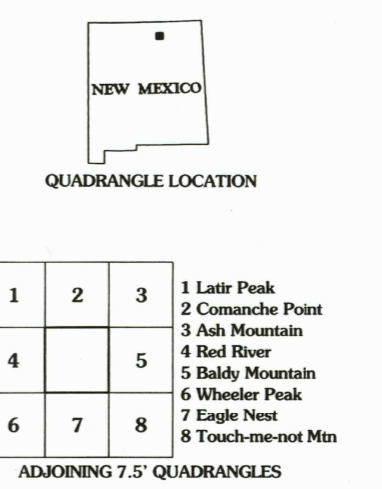 NEW MEXICO
QUADRANGLE LOCATION
1 2 3
4 5
6 7 8
1 Latir Peak
2 Comanche Point
3 Ash Mountain
4 Red River
5 Baldy Mountain
6 Wheeler Peak
7 Eagle Nest
8 Touch-me-not Mtn
ADJOINING 7.5' QUADRANGLES